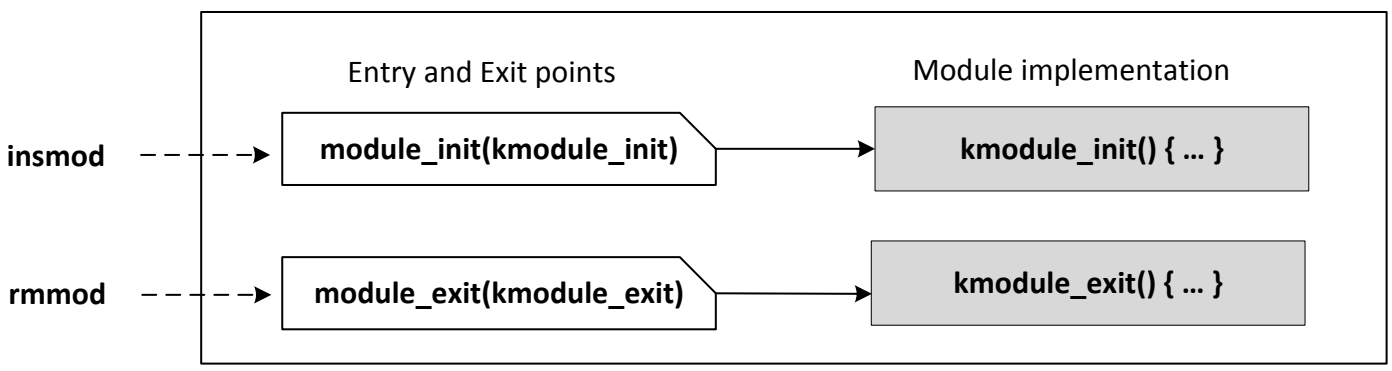 Entry and Exit points
Module implementation
insmod
module_init(kmodule_init)
kmodule_init() { … }
rmmod
module_exit(kmodule_exit)
kmodule_exit() { … }